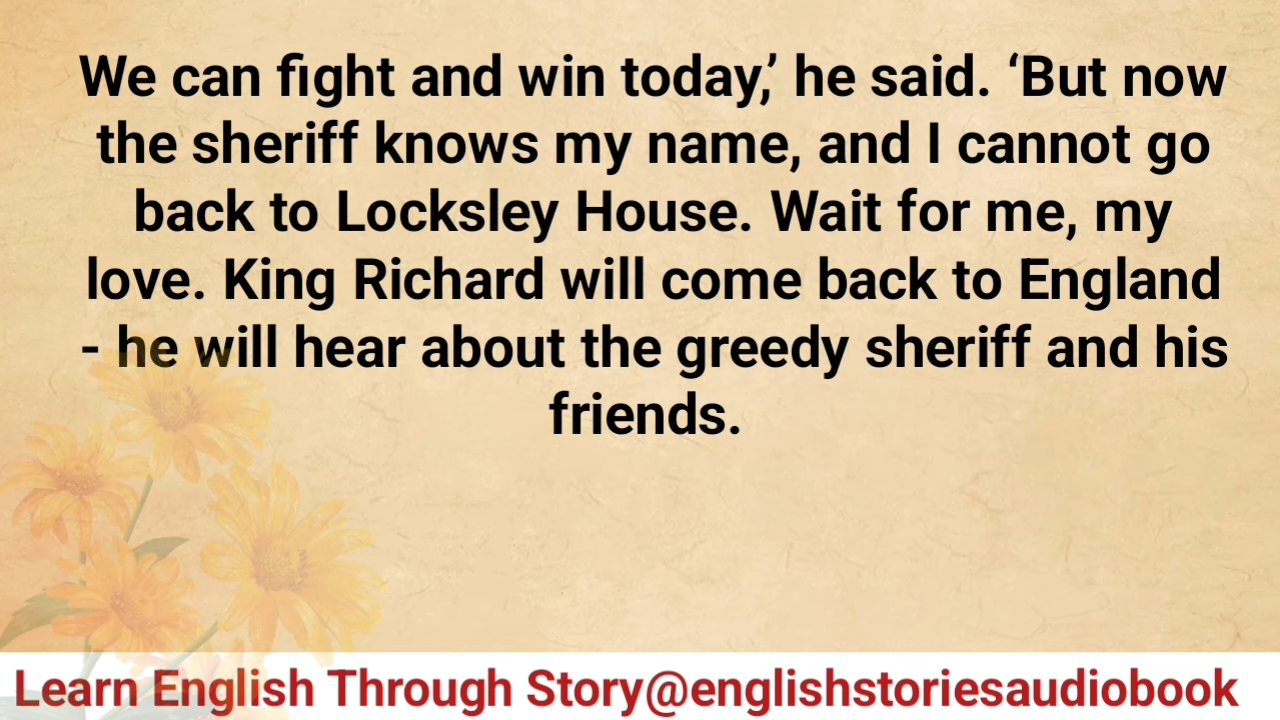 We can fight and win today,’ he said. ‘But now
the sheriff knows my name, and I cannot go
back to Locksley House. Wait for me, my
love. King Richard will come back to England
- he will hear about the greedy sheriff and his
friends.
Learn English Through Story@englishstoriesaudiobook